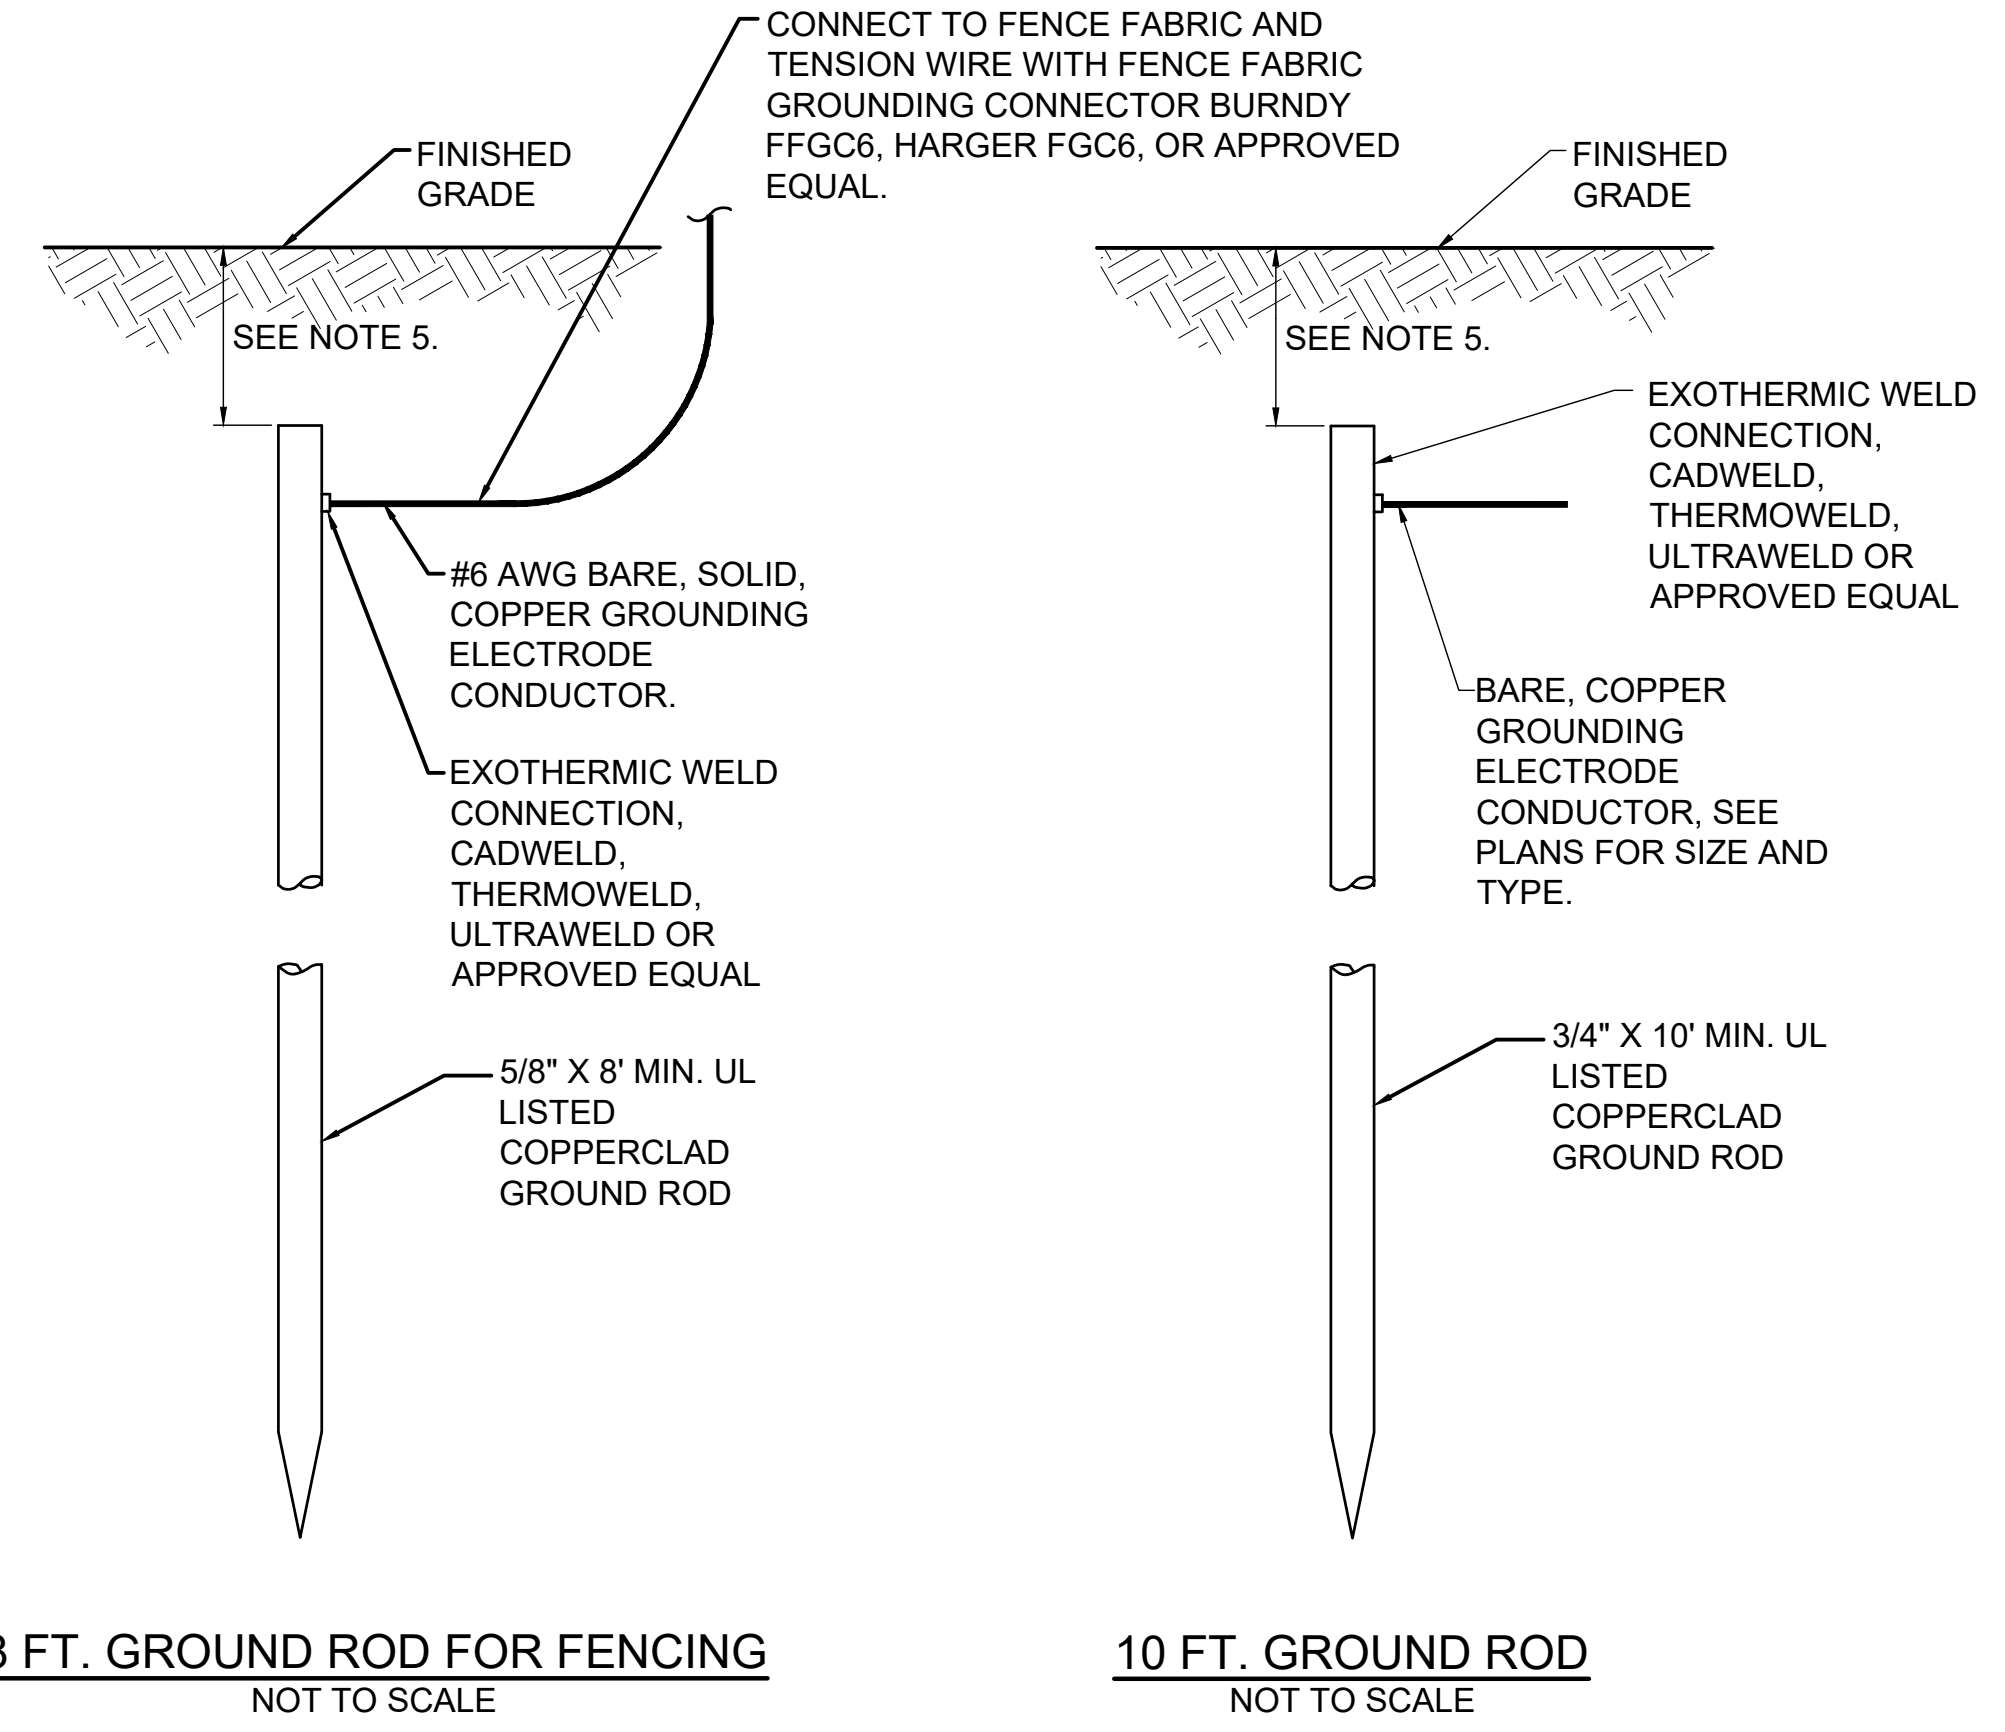 CONNECT TO FENCE FABRIC AND
TENSION WIRE WITH FENCE FABRIC
GROUNDING CONNECTOR BURNDY
FFGC6, HARGER FGC6, OR APPROVED
EQUAL.
FINISHED
GRADE
SEE NOTE 5.
#6 AWG BARE, SOLID,
COPPER GROUNDING
ELECTRODE
CONDUCTOR.
EXOTHERMIC WELD
CONNECTION,
CADWELD,
THERMOWELD,
ULTRAWELD OR
APPROVED EQUAL
5/8" X 8' MIN. UL
LISTED
COPPERCLAD
GROUND ROD
8 FT. GROUND ROD FOR FENCING
NOT TO SCALE
FINISHED
GRADE
SEE NOTE 5.
EXOTHERMIC WELD
CONNECTION,
CADWELD,
THERMOWELD,
ULTRAWELD OR
APPROVED EQUAL
BARE, COPPER
GROUNDING
ELECTRODE
CONDUCTOR, SEE
PLANS FOR SIZE AND
TYPE.
3/4" X 10' MIN. UL
LISTED
COPPERCLAD
GROUND ROD
10 FT. GROUND ROD
NOT TO SCALE